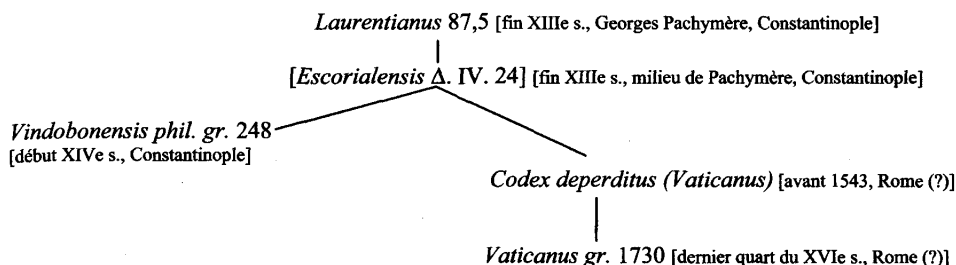 Laurentianus 87,5 [fin XIIIe s., Georges Pachymère, Constantinople]
[Escorialensis Δ. IV. 24] [fin XIIIe s., milieu de Pachymère, Constantinople]
Vindobonensis phil. gr. 248
[début XIVe s., Constantinople]
Codex deperditus (Vaticanus) [avant 1543, Rome (?)]
Vaticanus gr. 1730 [dernier quart du XVIe s., Rome (?)]